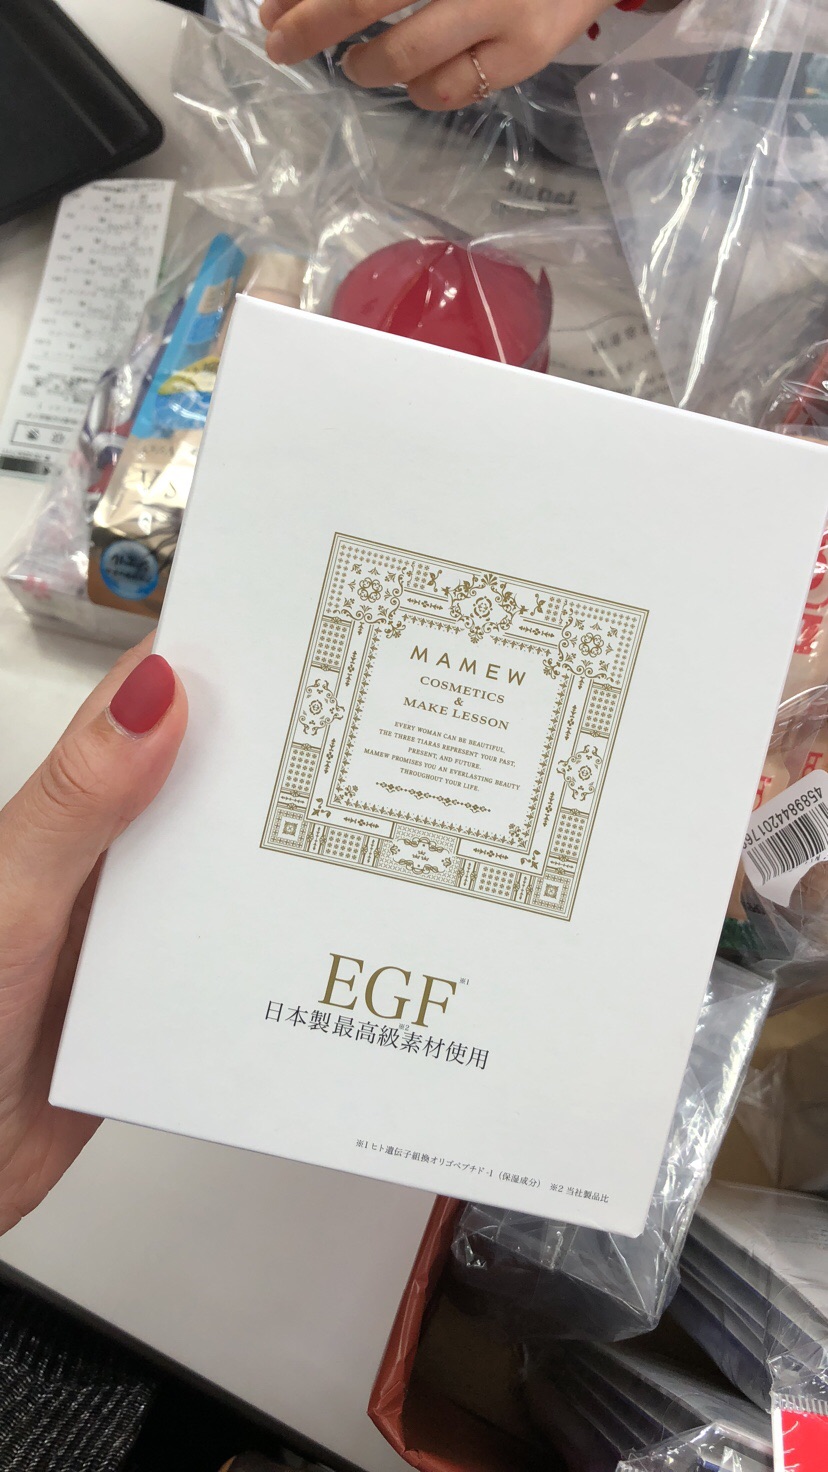 MAMEW
COSMETICS
&
MAKE LESSON
EVERY WOMAN CAN BE BEAUTIFUL,
THE THREE TIARAS REPRESENT YOUR PAST,
PRESENT, AND FUTURE.
MAMEW PROMISES YOU AN EVERLASTING BEAUTY
THROUGHOUT YOUR LIFE.
EGF※1
日本製最高級※2素材使用
※1 ヒト遺伝子組換オリゴペプチド-1（保湿成分） ※2 当社製品比